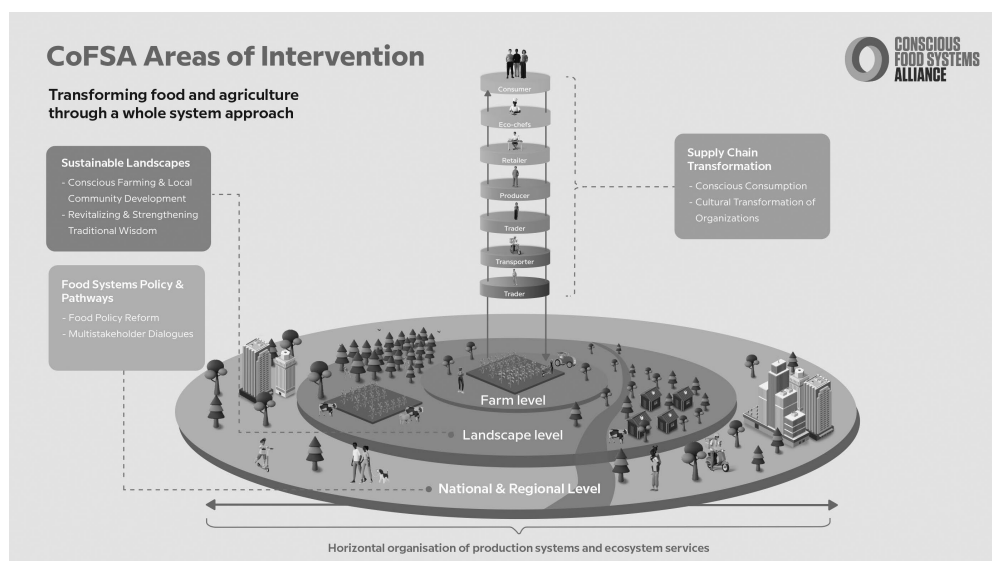 CoFSA Areas of Intervention
CONSCIOUS
FOOD SYSTEMS
ALLIANCE
Transforming food and agriculture
through a whole system approach
Sustainable Landscapes
- Conscious Farming & Local
Community Development
- Revitalizing & Strengthening
Traditional Wisdom
Food Systems Policy &
Pathways
- Food Policy Reform
- Multistakeholder Dialogues
Consumer
Eco-chefs
Retailer
Producer
Trader
Transporter
Trader
Supply Chain
Transformation
- Conscious Consumption
- Cultural Transformation of
Organizations
Farm level
Landscape level
National & Regional Level
Horizontal organisation of production systems and ecosystem services